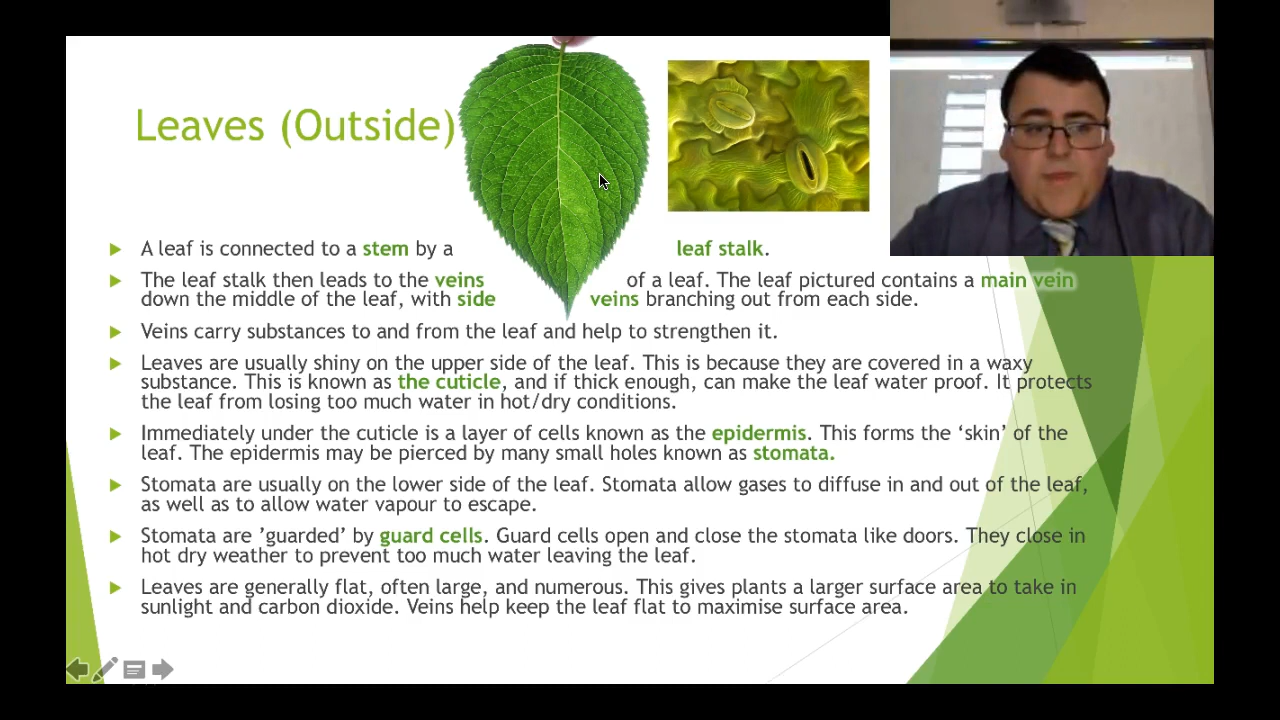 Leaves (Outside)
A leaf is connected to a stem by a leaf stalk.
The leaf stalk then leads to the veins of a leaf. The leaf pictured contains a main vein
down the middle of the leaf, with side veins branching out from each side.
Veins carry substances to and from the leaf and help to strengthen it.
Leaves are usually shiny on the upper side of the leaf. This is because they are covered in a waxy
substance. This is known as the cuticle, and if thick enough, can make the leaf water proof. It protects
the leaf from losing too much water in hot/dry conditions.
Immediately under the cuticle is a layer of cells known as the epidermis. This forms the ‘skin’ of the
leaf. The epidermis may be pierced by many small holes known as stomata.
Stomata are usually on the lower side of the leaf. Stomata allow gases to diffuse in and out of the leaf,
as well as to allow water vapour to escape.
Stomata are ’guarded’ by guard cells. Guard cells open and close the stomata like doors. They close in
hot dry weather to prevent too much water leaving the leaf.
Leaves are generally flat, often large, and numerous. This gives plants a larger surface area to take in
sunlight and carbon dioxide. Veins help keep the leaf flat to maximise surface area.